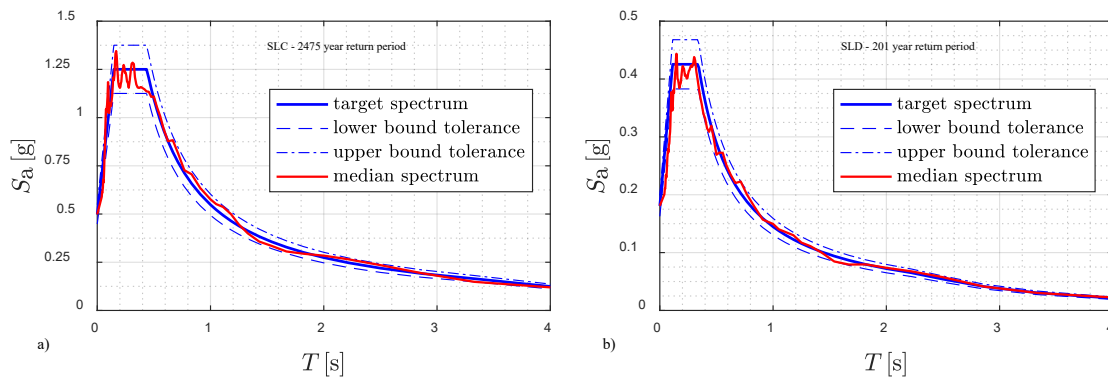 1.5
1.25
1
0.75
0.5
0.25
0
0 1 2 3 4
Sa [g]
T [s]
SLC - 2475 year return period
target spectrum
lower bound tolerance
upper bound tolerance
median spectrum
a)
0.5
0.4
0.3
0.2
0.1
0
0 1 2 3 4
Sa [g]
T [s]
SLD - 201 year return period
target spectrum
lower bound tolerance
upper bound tolerance
median spectrum
b)